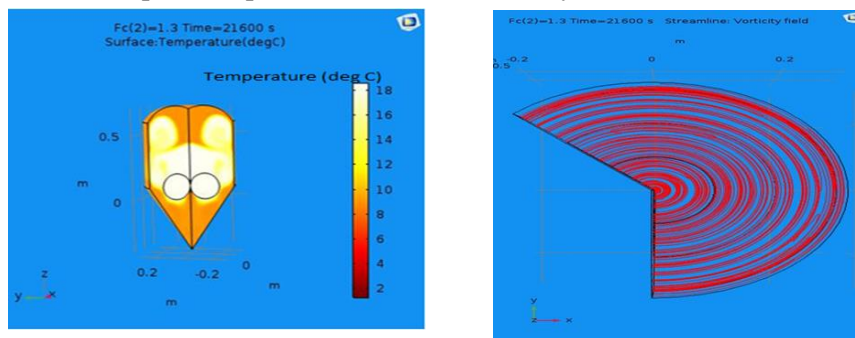 Fc(2)=1.3 Time=21600 s
Surface:Temperature(degC)
Temperature (deg C)
18
16
14
12
10
8
6
4
2
0.5
m
0
0.2
-0.2
0
m
m
z
y
x
Fc(2)=1.3 Time=21600 s Streamline: Vorticity field
m
-0.2
0
0.2
0.5
y
z
x